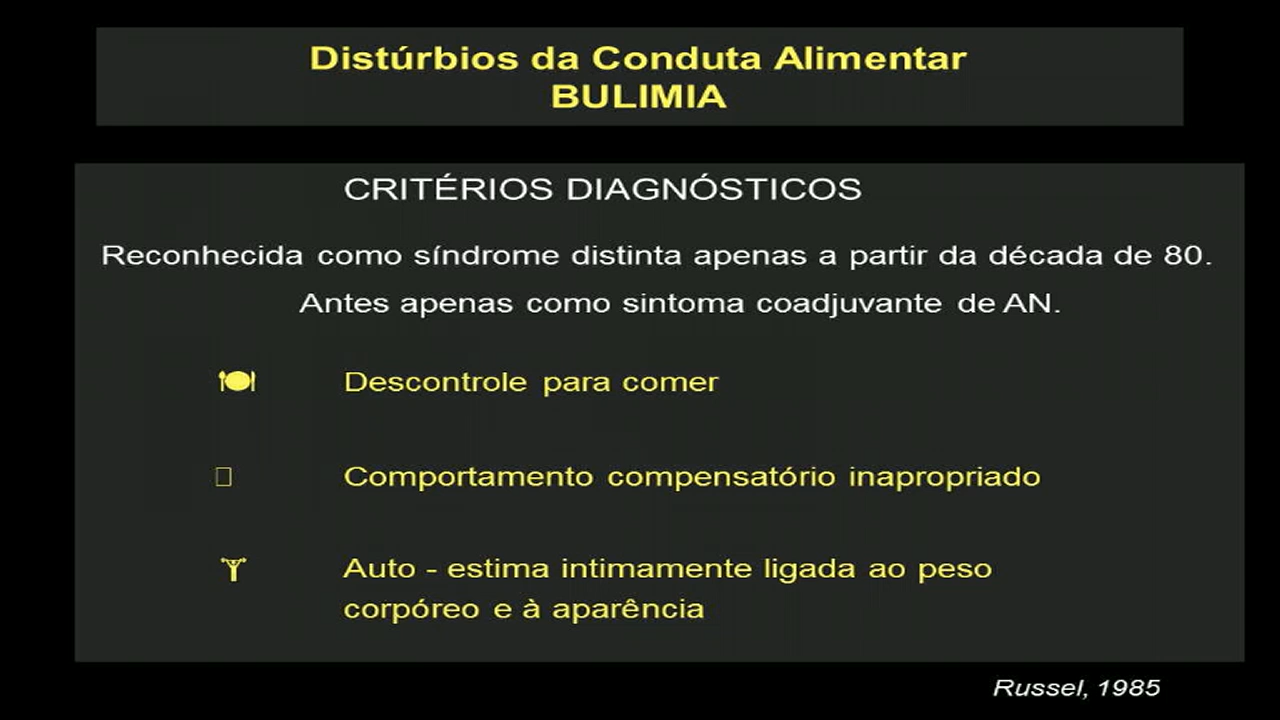 Distúrbios da Conduta Alimentar
BULIMIA
CRITÉRIOS DIAGNÓSTICOS
Reconhecida como síndrome distinta apenas a partir da década de 80.
Antes apenas como sintoma coadjuvante de AN.
Descontrole para comer
Comportamento compensatório inapropriado
Auto - estima intimamente ligada ao peso
corpóreo e à aparência
Russel, 1985